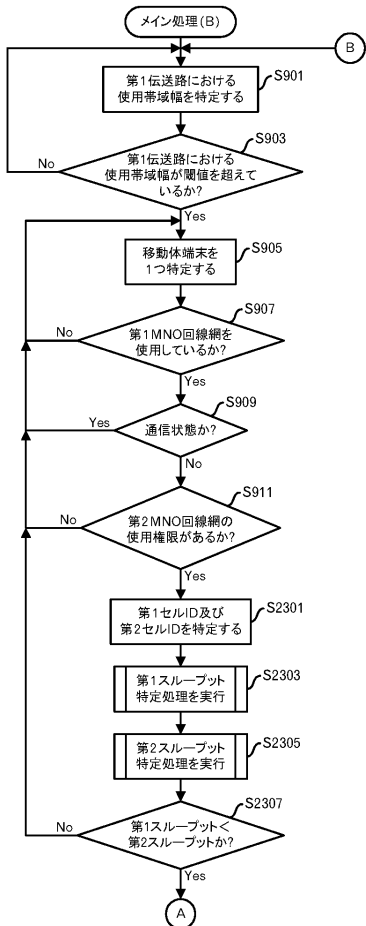 メイン処理(B)
B
S901
第1伝送路における
使用帯域幅を特定する
S903
第1伝送路における
使用帯域幅が閾値を超えて
いるか?
No
Yes
S905
移動体端末を
1つ特定する
S907
第1MNO回線網を
使用しているか?
No
Yes
S909
通信状態か?
Yes
No
S911
第2MNO回線網の
使用権限があるか?
No
Yes
S2301
第1セルID及び
第2セルIDを特定する
S2303
第1スループット
特定処理を実行
S2305
第2スループット
特定処理を実行
S2307
第1スループット<
第2スループットか?
No
Yes
A